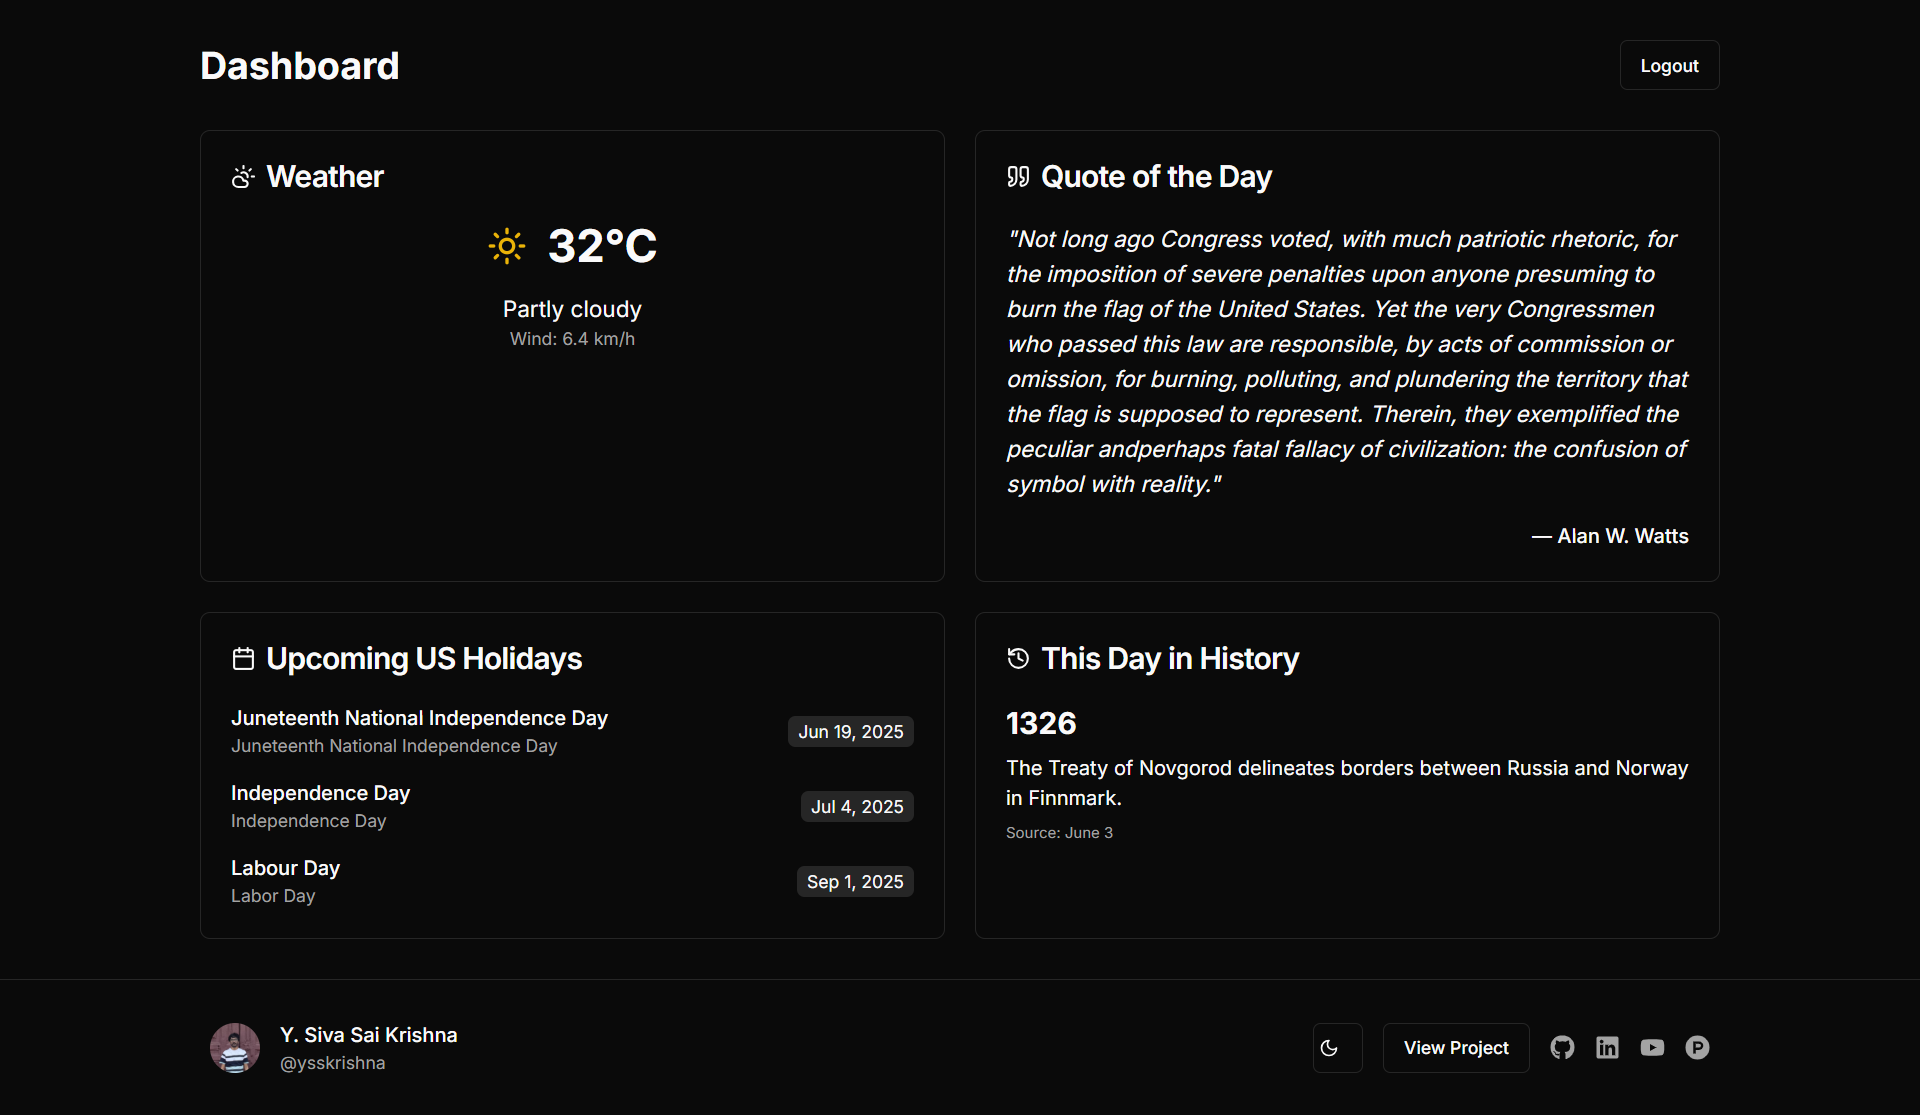 Dashboard
Logout
Weather
32°C
Partly cloudy
Wind: 6.4 km/h
Quote of the Day
"Not long ago Congress voted, with much patriotic rhetoric, for
the imposition of severe penalties upon anyone presuming to
burn the flag of the United States. Yet the very Congressmen
who passed this law are responsible, by acts of commission or
omission, for burning, polluting, and plundering the territory that
the flag is supposed to represent. Therein, they exemplified the
peculiar andperhaps fatal fallacy of civilization: the confusion of
symbol with reality."
— Alan W. Watts
Upcoming US Holidays
Juneteenth National Independence Day
Juneteenth National Independence Day
Jun 19, 2025
Independence Day
Independence Day
Jul 4, 2025
Labour Day
Labor Day
Sep 1, 2025
This Day in History
1326
The Treaty of Novgorod delineates borders between Russia and Norway
in Finnmark.
Source: June 3
Y. Siva Sai Krishna
@ysskrishna
View Project